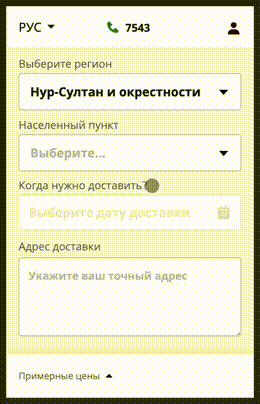 РУС 7543
Выберите регион
Нур-Султан и окрестности
Населенный пункт
Выберите...
Когда нужно доставить?
Выберите дату доставки
Адрес доставки
Укажите ваш точный адрес
Примерные цены